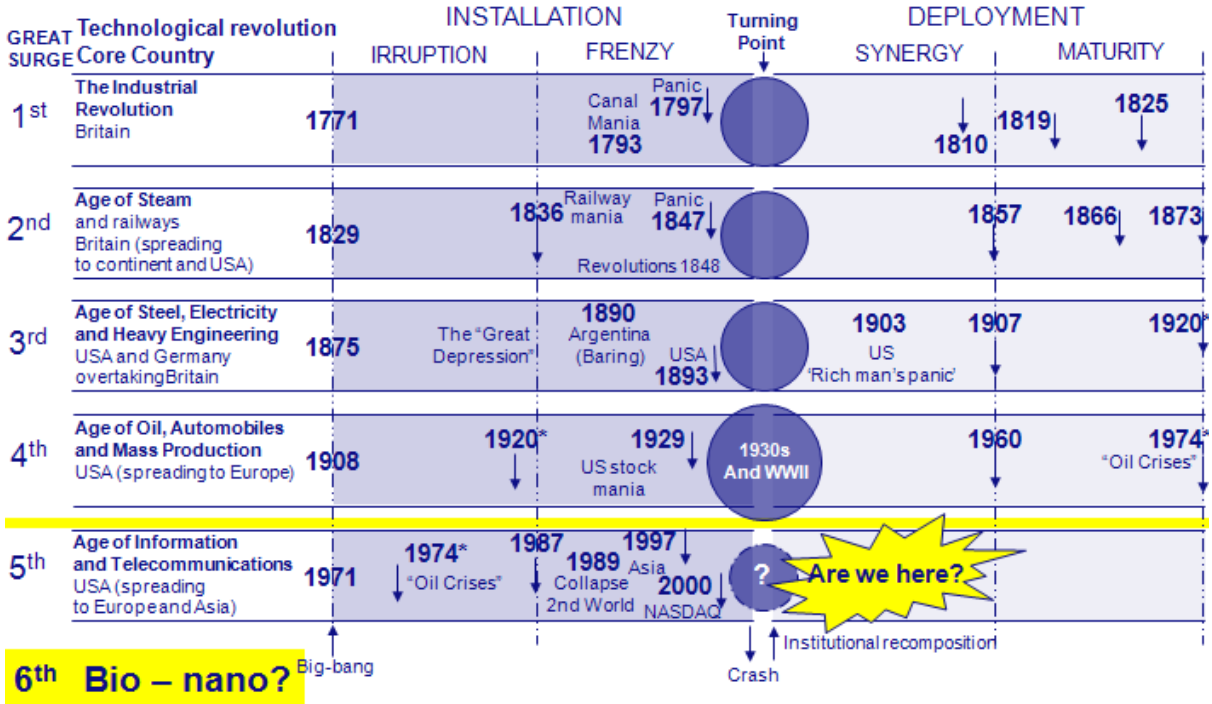 INSTALLATION
DEPLOYMENT
Turning
Point
GREAT
SURGE
Technological revolution
Core Country
IRRUPTION
FRENZY
SYNERGY
MATURITY
1st
The Industrial
Revolution
Britain
1771
Canal
Mania
1793
Panic
1797
1810
1819
1825
2nd
Age of Steam
and railways
Britain (spreading
to continent and USA)
1829
1836
Railway
mania
Panic
1847
Revolutions 1848
1857
1866
1873
3rd
Age of Steel, Electricity
and Heavy Engineering
USA and Germany
overtakingBritain
1875
The “Great
Depression”
1890
Argentina
(Baring)
USA
1893
1903
US
‘Rich man’s panic’
1907
1920*
4th
Age of Oil, Automobiles
and Mass Production
USA (spreading to Europe)
1908
1920*
1929
US stock
mania
1930s
And WWII
1960
1974*
“Oil Crises”
5th
Age of Information
and Telecommunications
USA (spreading
to Europe and Asia)
1971
1974*
“Oil Crises”
1987
1989
Collapse
2nd World
1997
Asia
2000
NASDAQ
?
Are we here?
Institutional recomposition
Big-bang
Crash
6th Bio – nano?